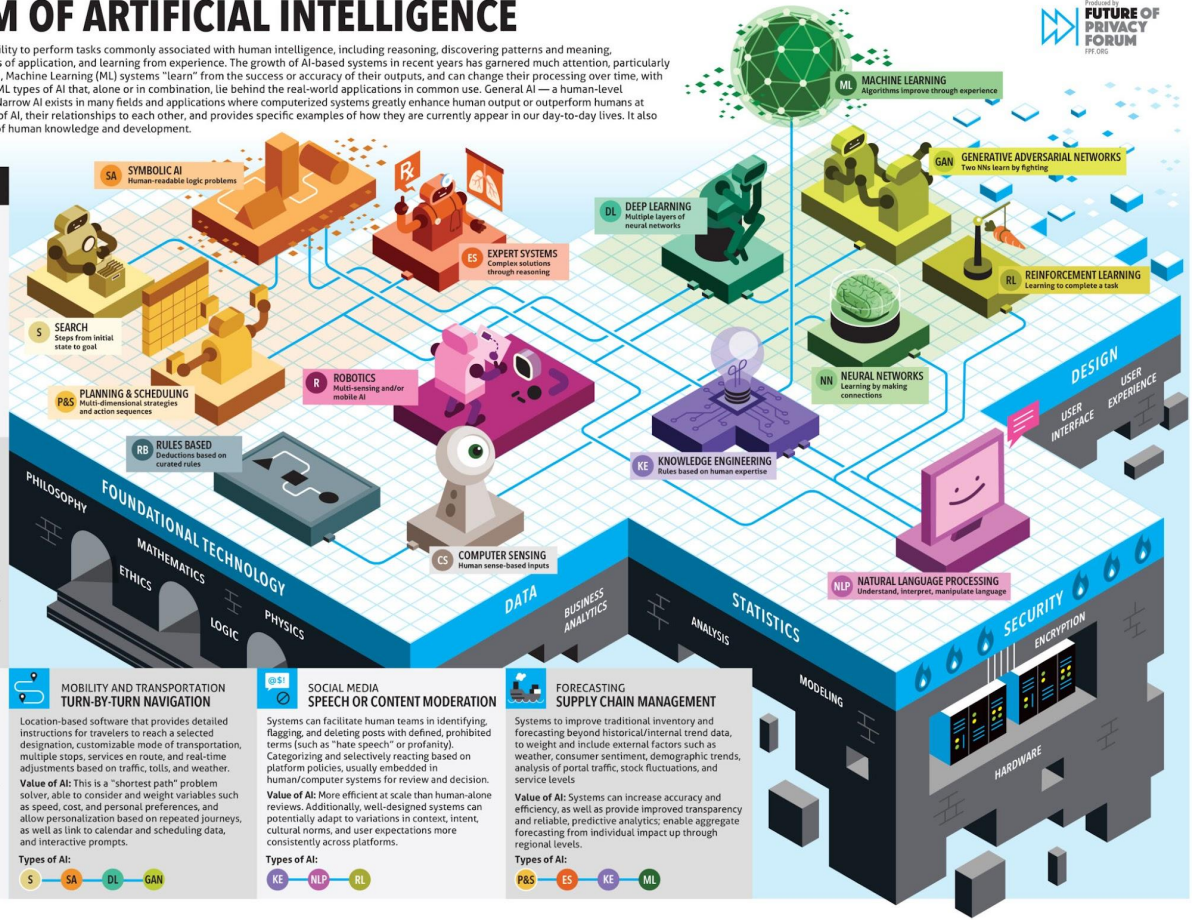 M OF ARTIFICIAL INTELLIGENCE
Produced by
FUTURE OF
PRIVACY
FORUM
FPF.ORG
ility to perform tasks commonly associated with human intelligence, including reasoning, discovering patterns and meaning,
s of application, and learning from experience. The growth of AI-based systems in recent years has garnered much attention, particularly
, Machine Learning (ML) systems “learn” from the success or accuracy of their outputs, and can change their processing over time, with
ML types of AI that, alone or in combination, lie behind the real-world applications in common use. General AI — a human-level
Narrow AI exists in many fields and applications where computerized systems greatly enhance human output or outperform humans at
of AI, their relationships to each other, and provides specific examples of how they are currently appear in our day-to-day lives. It also
of human knowledge and development.
ML
MACHINE LEARNING
Algorithms improve through experience
SA
SYMBOLIC AI
Human-readable logic problems
Rx
GAN
GENERATIVE ADVERSARIAL NETWORKS
Two NNs learn by fighting
DL
DEEP LEARNING
Multiple layers of
neural networks
ES
EXPERT SYSTEMS
Complex solutions
through reasoning
RL
REINFORCEMENT LEARNING
Learning to complete a task
S
SEARCH
Steps from initial
state to goal
R
ROBOTICS
Multi-sensing and/or
mobile AI
NN
NEURAL NETWORKS
Learning by making
connections
P&S
PLANNING & SCHEDULING
Multi-dimensional strategies
and action sequences
RB
RULES BASED
Deductions based on
curated rules
KE
KNOWLEDGE ENGINEERING
Rules based on human expertise
CS
COMPUTER SENSING
Human sense-based inputs
NLP
NATURAL LANGUAGE PROCESSING
Understand, interpret, manipulate language
DESIGN
USER
INTERFACE
USER
EXPERIENCE
FOUNDATIONAL TECHNOLOGY
PHILOSOPHY
MATHEMATICS
ETHICS
PHYSICS
LOGIC
DATA
BUSINESS
ANALYTICS
STATISTICS
ANALYSIS
MODELING
SECURITY
ENCRYPTION
HARDWARE
MOBILITY AND TRANSPORTATION
TURN-BY-TURN NAVIGATION
Location-based software that provides detailed
instructions for travelers to reach a selected
designation, customizable mode of transportation,
multiple stops, services en route, and real-time
adjustments based on traffic, tolls, and weather.
Value of AI: This is a “shortest path” problem
solver, able to consider and weight variables such
as speed, cost, and personal preferences, and
allow personalization based on repeated journeys,
as well as link to calendar and scheduling data,
and interactive prompts.
Types of AI:
S SA DL GAN
@$!
SOCIAL MEDIA
SPEECH OR CONTENT MODERATION
Systems can facilitate human teams in identifying,
flagging, and deleting posts with defined, prohibited
terms (such as “hate speech” or profanity).
Categorizing and selectively reacting based on
platform policies, usually embedded in
human/computer systems for review and decision.
Value of AI: More efficient at scale than human-alone
reviews. Additionally, well-designed systems can
potentially adapt to variations in context, intent,
cultural norms, and user expectations more
consistently across platforms.
Types of AI:
KE NLP RL
FORECASTING
SUPPLY CHAIN MANAGEMENT
Systems to improve traditional inventory and
forecasting beyond historical/internal trend data,
to weight and include external factors such as
weather, consumer sentiment, demographic trends,
analysis of portal traffic, stock fluctuations, and
service levels
Value of AI: Systems can increase accuracy and
efficiency, as well as provide improved transparency
and reliable, predictive analytics; enable aggregate
forecasting from individual impact up through
regional levels.
Types of AI:
P&S ES KE ML